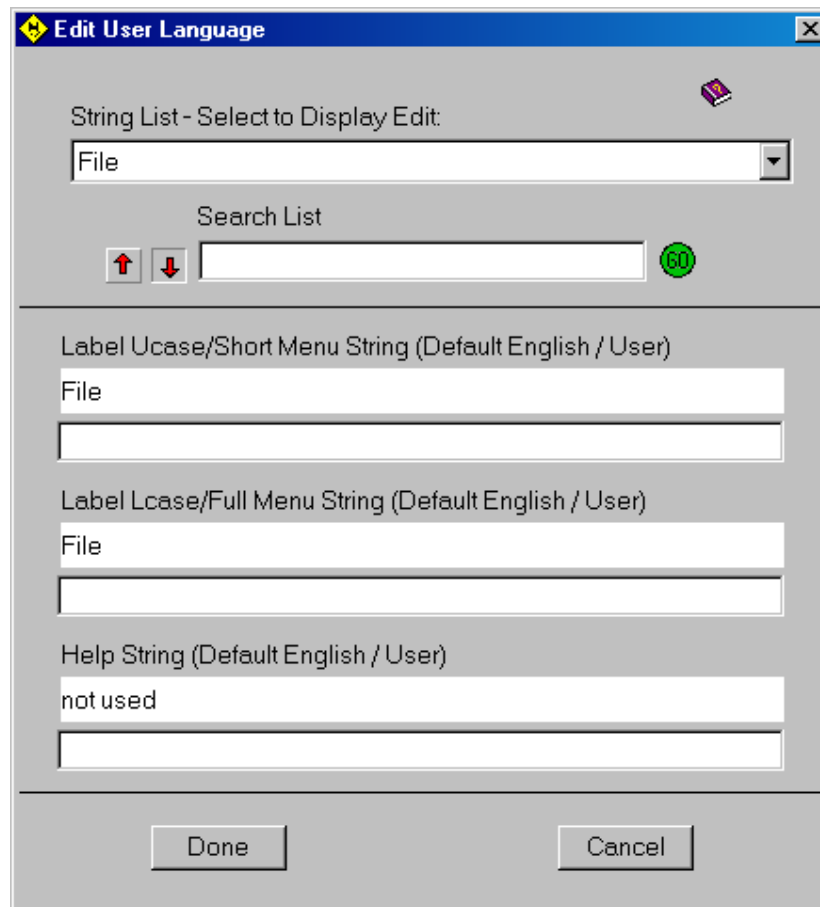 Edit User Language
String List - Select to Display Edit:
File
Search List
GO
Label Ucase/Short Menu String (Default English / User)
File
Label Lcase/Full Menu String (Default English / User)
File
Help String (Default English / User)
not used
Done Cancel